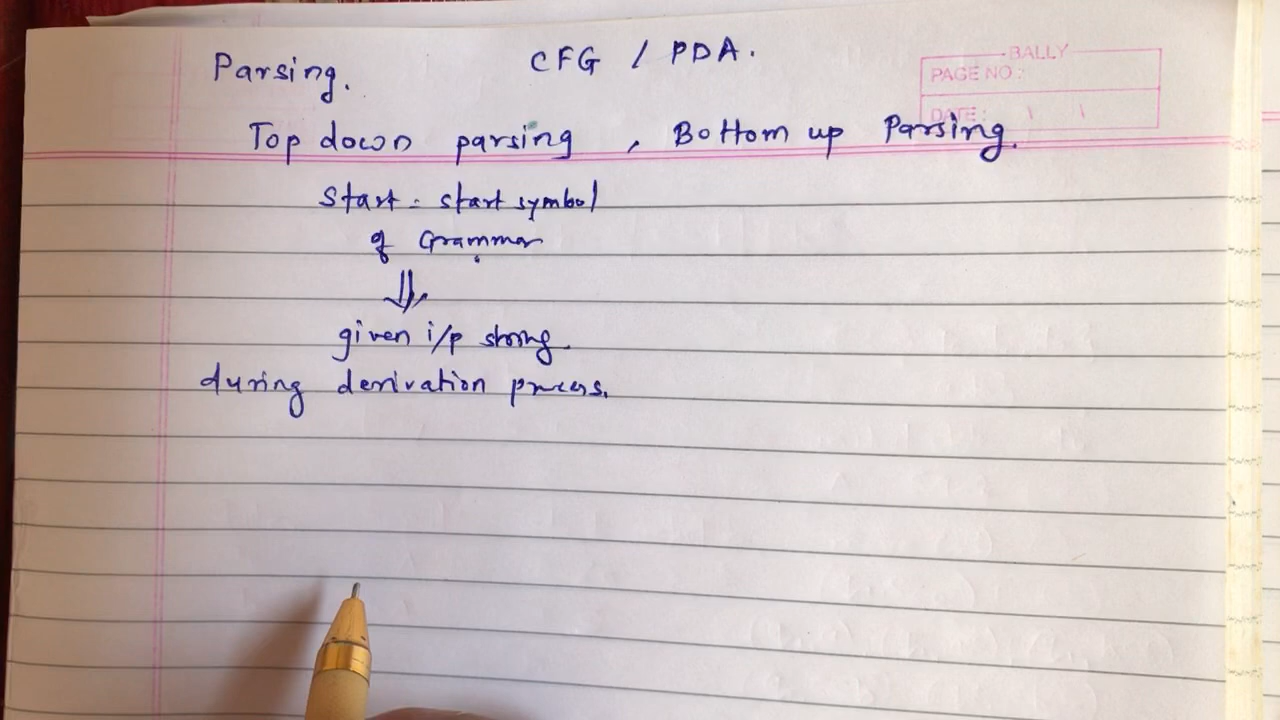 Parsing. CFG / PDA.
BALLY
PAGE NO.:
DATE: \ \
Top down parsing , Bottom up Parsing.
Start = start symbol
of Grammar
⇓
given i/p string.
during derivation process.